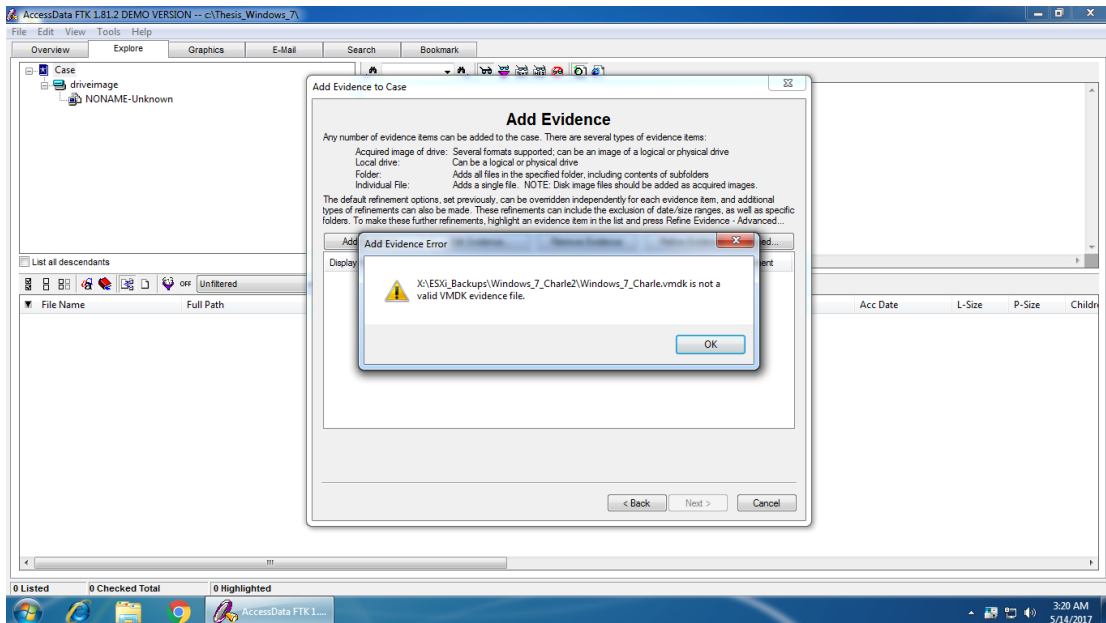 AccessData FTK 1.81.2 DEMO VERSION -- c:\Thesis_Windows_7\
File Edit View Tools Help
Overview Explore Graphics E-Mail Search Bookmark
Case
driveimage
NONAME-Unknown
Add Evidence to Case
Add Evidence
Any number of evidence items can be added to the case. There are several types of evidence items:
Acquired image of drive: Several formats supported; can be an image of a logical or physical drive
Local drive: Can be a logical or physical drive
Folder: Adds all files in the specified folder, including contents of subfolders
Individual File: Adds a single file. NOTE: Disk image files should be added as acquired images.
The default refinement options, set previously, can be overridden independently for each evidence item, and additional
types of refinements can also be made. These refinements can include the exclusion of date/size ranges, as well as specific
folders. To make these further refinements, highlight an evidence item in the list and press Refine Evidence - Advanced...
Add ed...
Add Evidence Error
Display ent
X:\ESXi_Backups\Windows_7_Charle2\Windows_7_Charle.vmdk is not a
valid VMDK evidence file.
OK
List all descendants
OFF Unfiltered
File Name Full Path Acc Date L-Size P-Size Childre
< Back Next > Cancel
0 Listed 0 Checked Total 0 Highlighted
AccessData FTK 1....
3:20 AM
5/14/2017